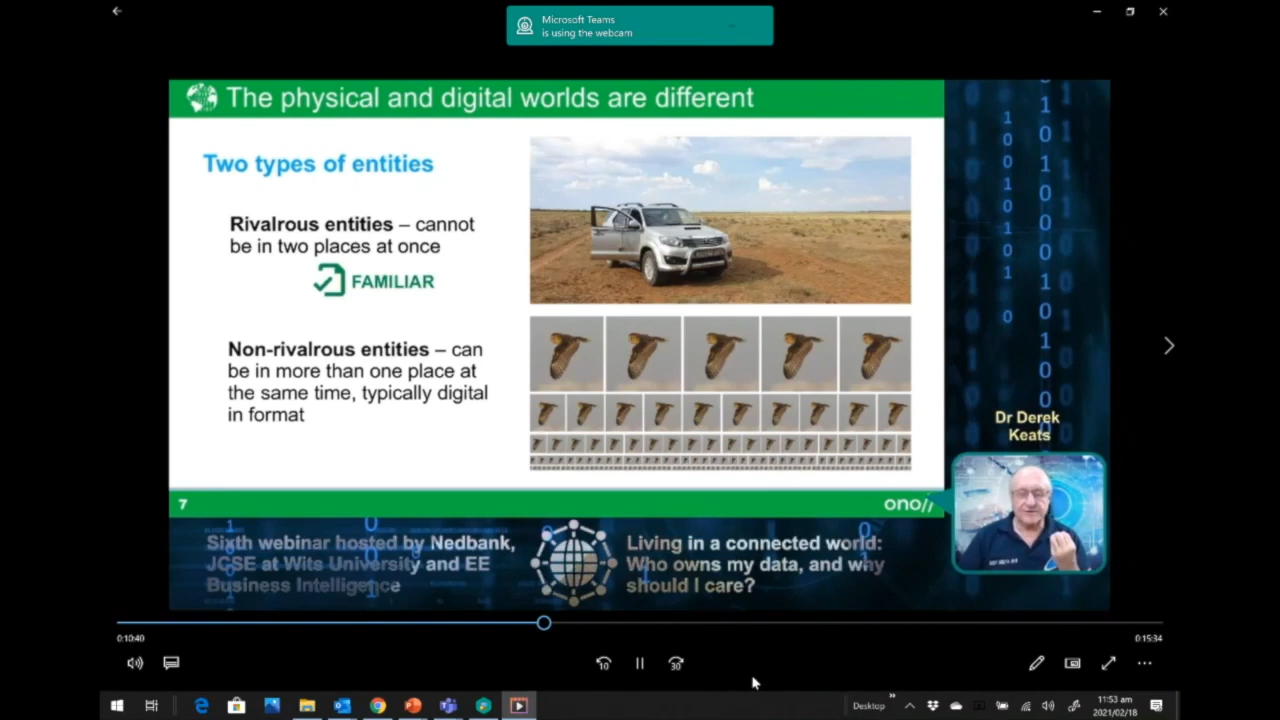 Microsoft Teams
is using the webcam
The physical and digital worlds are different
Two types of entities
Rivalrous entities – cannot
be in two places at once
FAMILIAR
Non-rivalrous entities – can
be in more than one place at
the same time, typically digital
in format
7
ono//
Dr Derek
Keats
Sixth webinar hosted by Nedbank,
JCSE at Wits University and EE
Business Intelligence
Living in a connected world:
Who owns my data, and why
should I care?
0:10:40
0:15:34
10
30
Desktop
11:53 am
2021/02/18